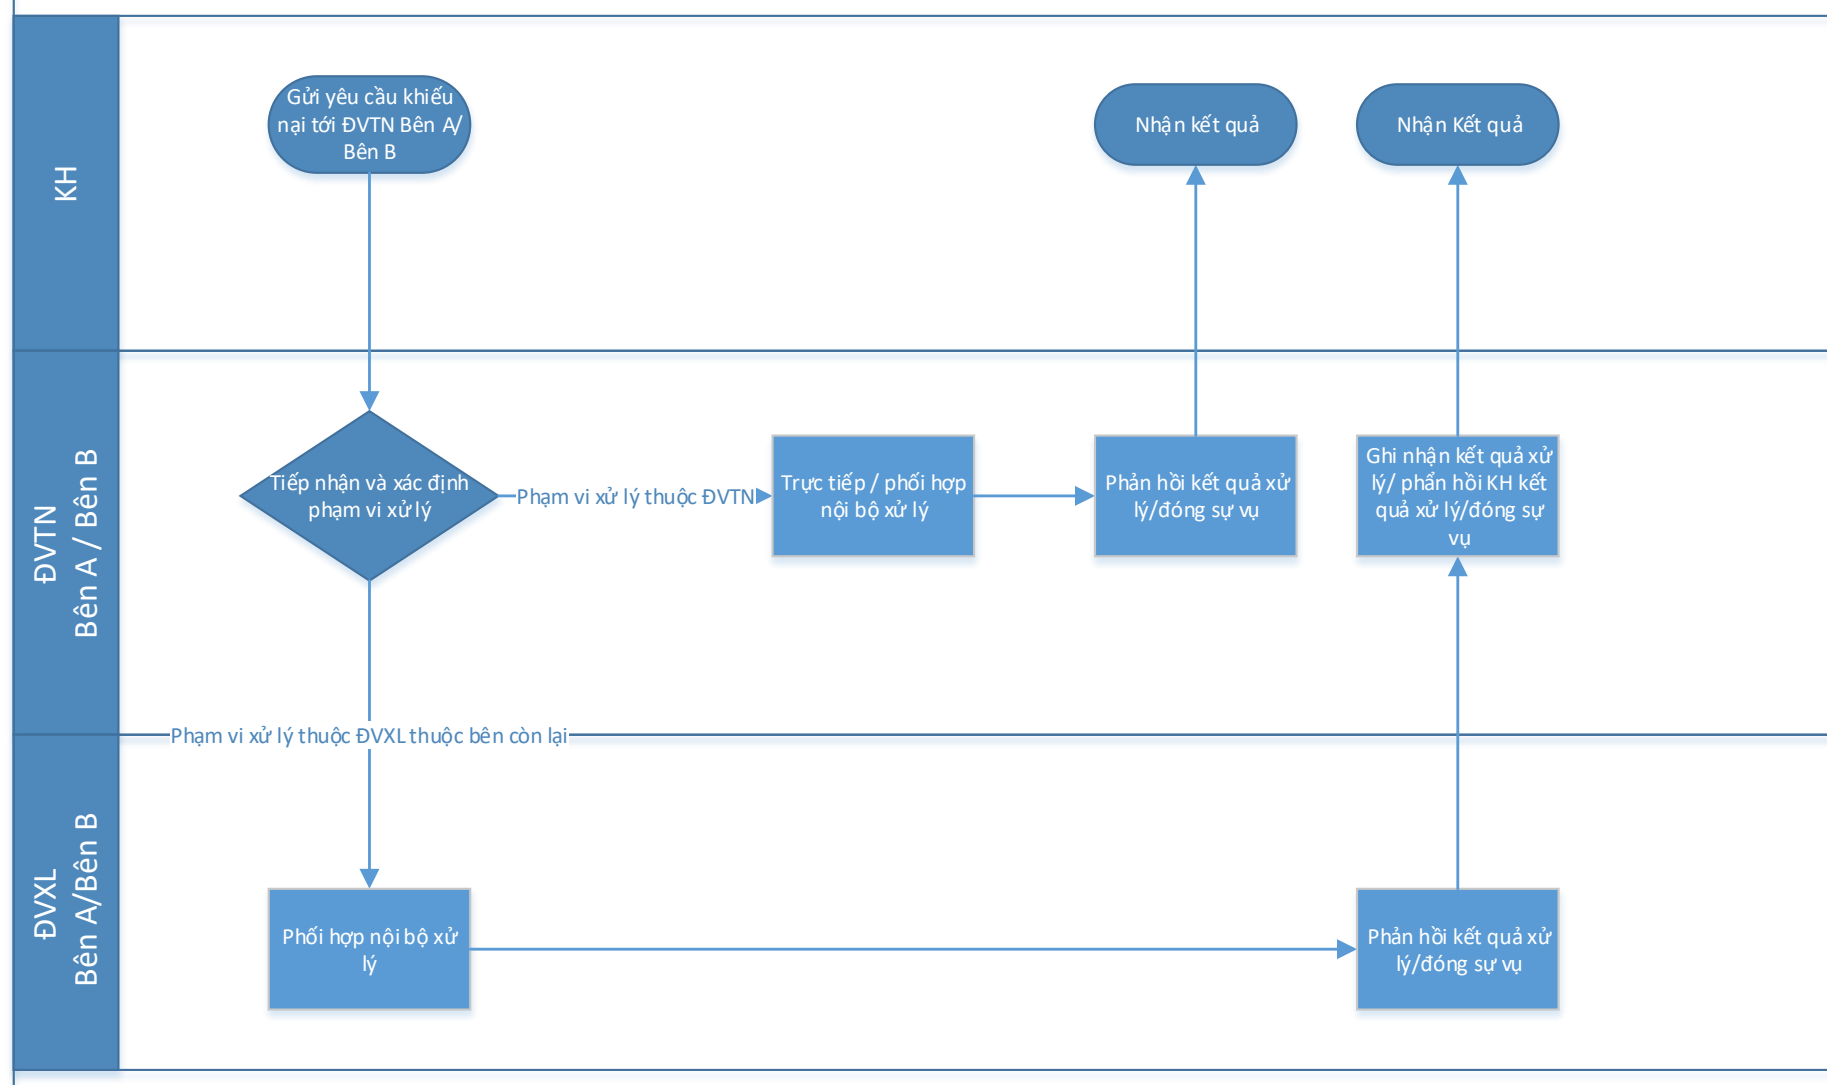 KH
Gửi yêu cầu khiếu
nại tới ĐVTN Bên A/
Bên B
Nhận kết quả
Nhận Kết quả
ĐVTN
Bên A / Bên B
Tiếp nhận và xác định
phạm vi xử lý
Phạm vi xử lý thuộc ĐVTN
Trực tiếp / phối hợp
nội bộ xử lý
Phản hồi kết quả xử
lý/đóng sự vụ
Ghi nhận kết quả xử
lý/ phẩn hồi KH kết
quả xử lý/đóng sự
vụ
Phạm vi xử lý thuộc ĐVXL thuộc bên còn lại
ĐVXL
Bên A/Bên B
Phối hợp nội bộ xử
lý
Phản hồi kết quả xử
lý/đóng sự vụ